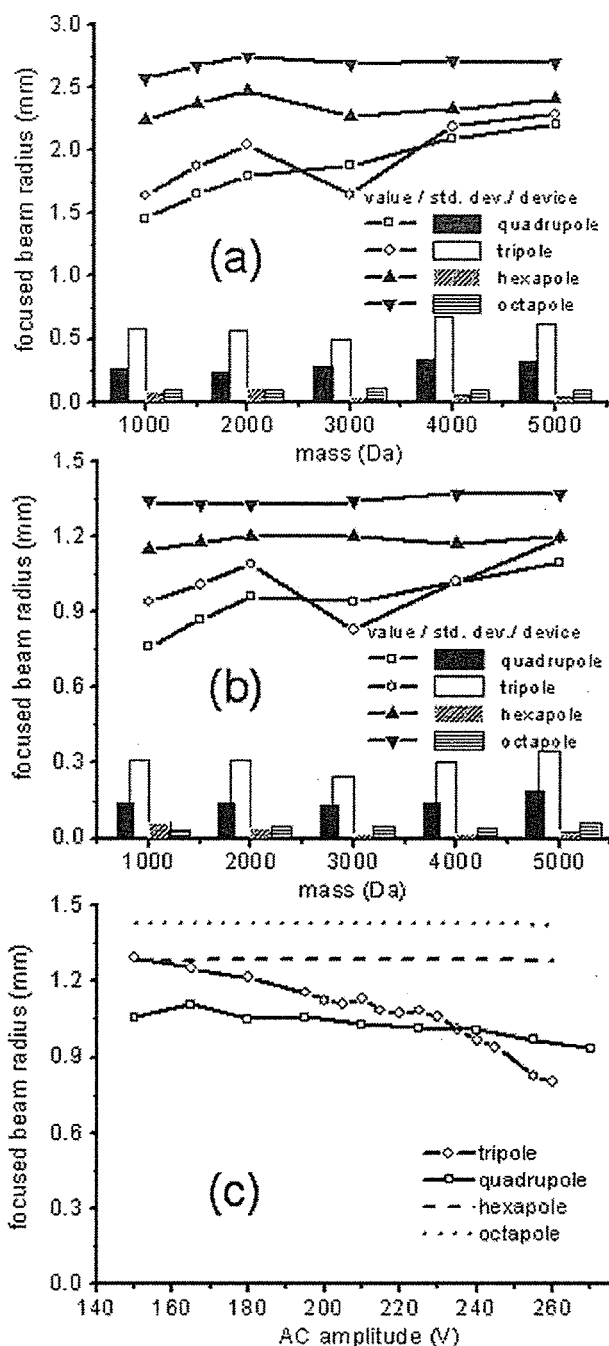 3.0
2.5
2.0
1.5
1.0
0.5
0.0
focused beam radius (mm)
value / std. dev./ device
quadrupole
tripole
hexapole
octapole
(a)
1000 2000 3000 4000 5000
mass (Da)
1.5
1.2
0.9
0.6
0.3
0.0
focused beam radius (mm)
value / std. dev./ device
quadrupole
tripole
hexapole
octapole
(b)
1000 2000 3000 4000 5000
mass (Da)
1.5
1.2
0.9
0.6
0.3
0.0
focused beam radius (mm)
tripole
quadrupole
hexapole
octapole
(c)
140 160 180 200 220 240 260
AC amplitude (V)